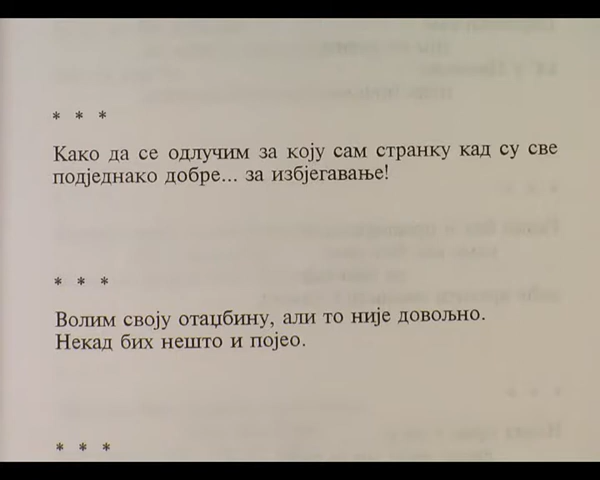 * * *
Како да се одлучим за коју сам странку кад су све
подједнако добре... за избјегавање!
* * *
Волим своју отаџбину, али то није довољно.
Некад бих нешто и појео.
* * *